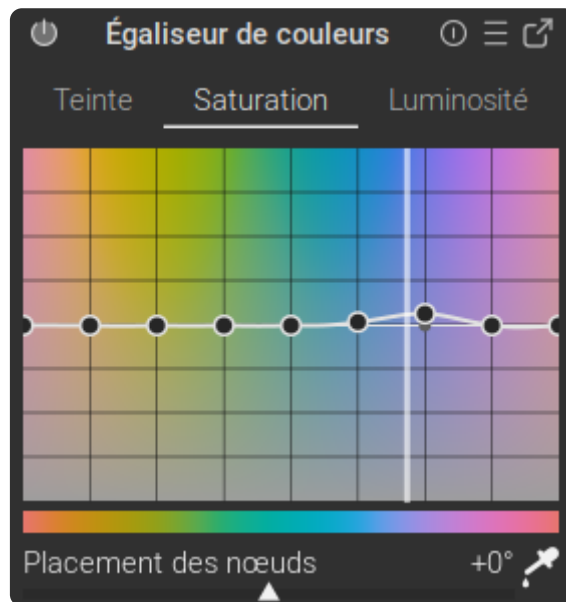 Égaliseur de couleurs
Teinte Saturation Luminosité
Placement des nœuds +0°